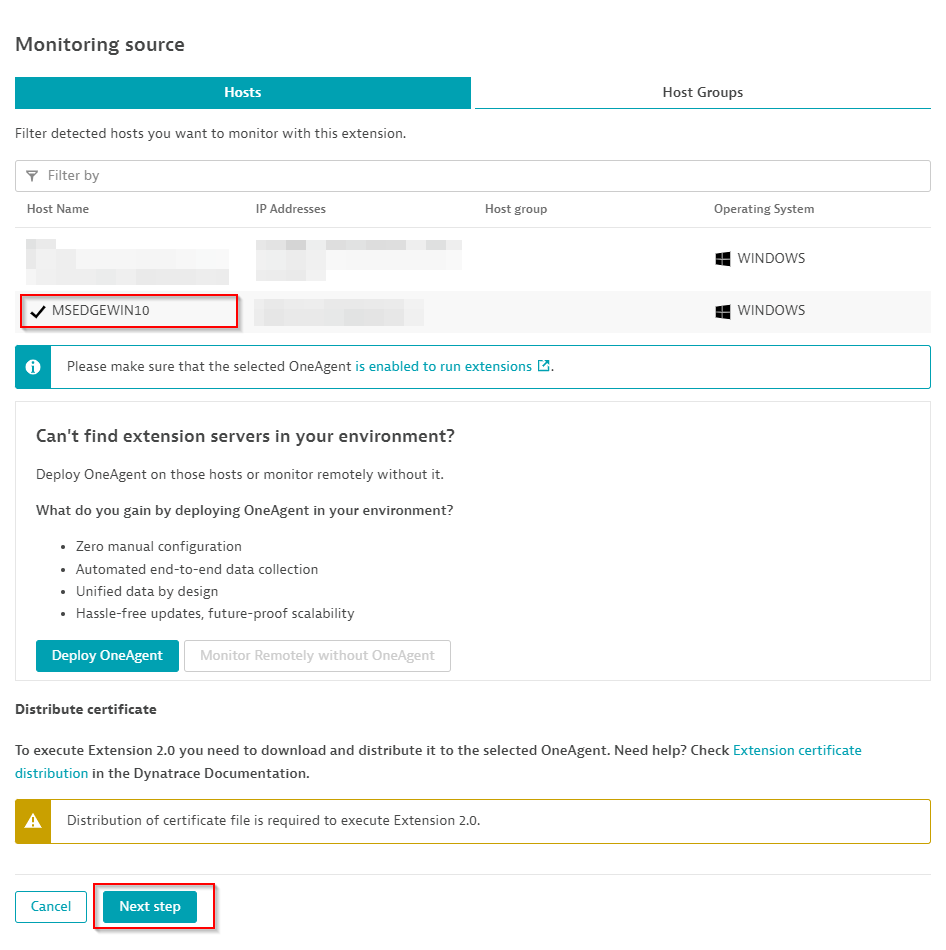 Monitoring source
Hosts
Host Groups
Filter detected hosts you want to monitor with this extension.
Filter by
Host Name IP Addresses Host group Operating System
WINDOWS
MSEDGEWIN10 WINDOWS
Please make sure that the selected OneAgent is enabled to run extensions.
Can't find extension servers in your environment?
Deploy OneAgent on those hosts or monitor remotely without it.
What do you gain by deploying OneAgent in your environment?
• Zero manual configuration
• Automated end-to-end data collection
• Unified data by design
• Hassle-free updates, future-proof scalability
Deploy OneAgent Monitor Remotely without OneAgent
Distribute certificate
To execute Extension 2.0 you need to download and distribute it to the selected OneAgent. Need help? Check Extension certificate
distribution in the Dynatrace Documentation.
Distribution of certificate file is required to execute Extension 2.0.
Cancel Next step